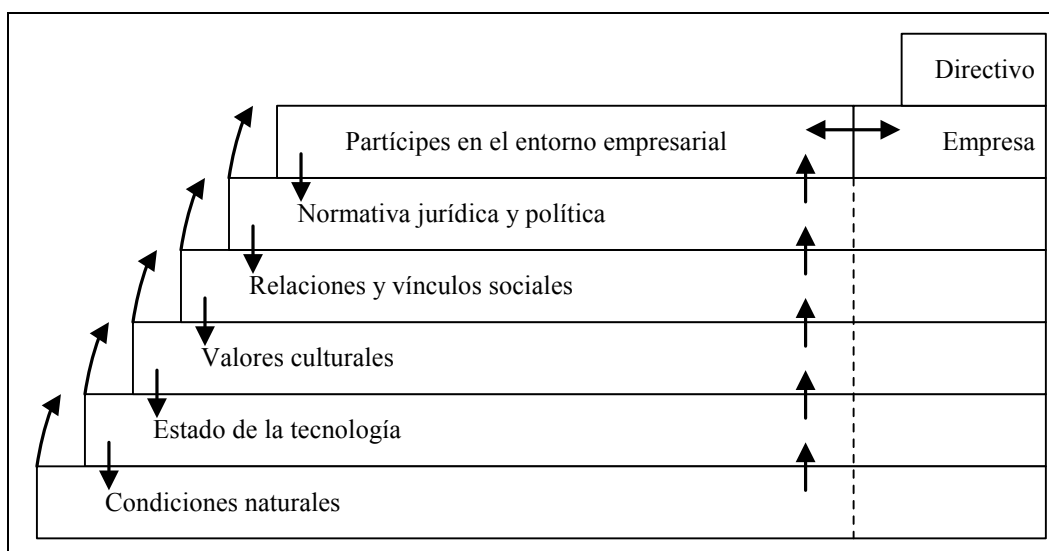 Directivo
Partícipes en el entorno empresarial
Empresa
Normativa jurídica y política
Relaciones y vínculos sociales
Valores culturales
Estado de la tecnología
Condiciones naturales